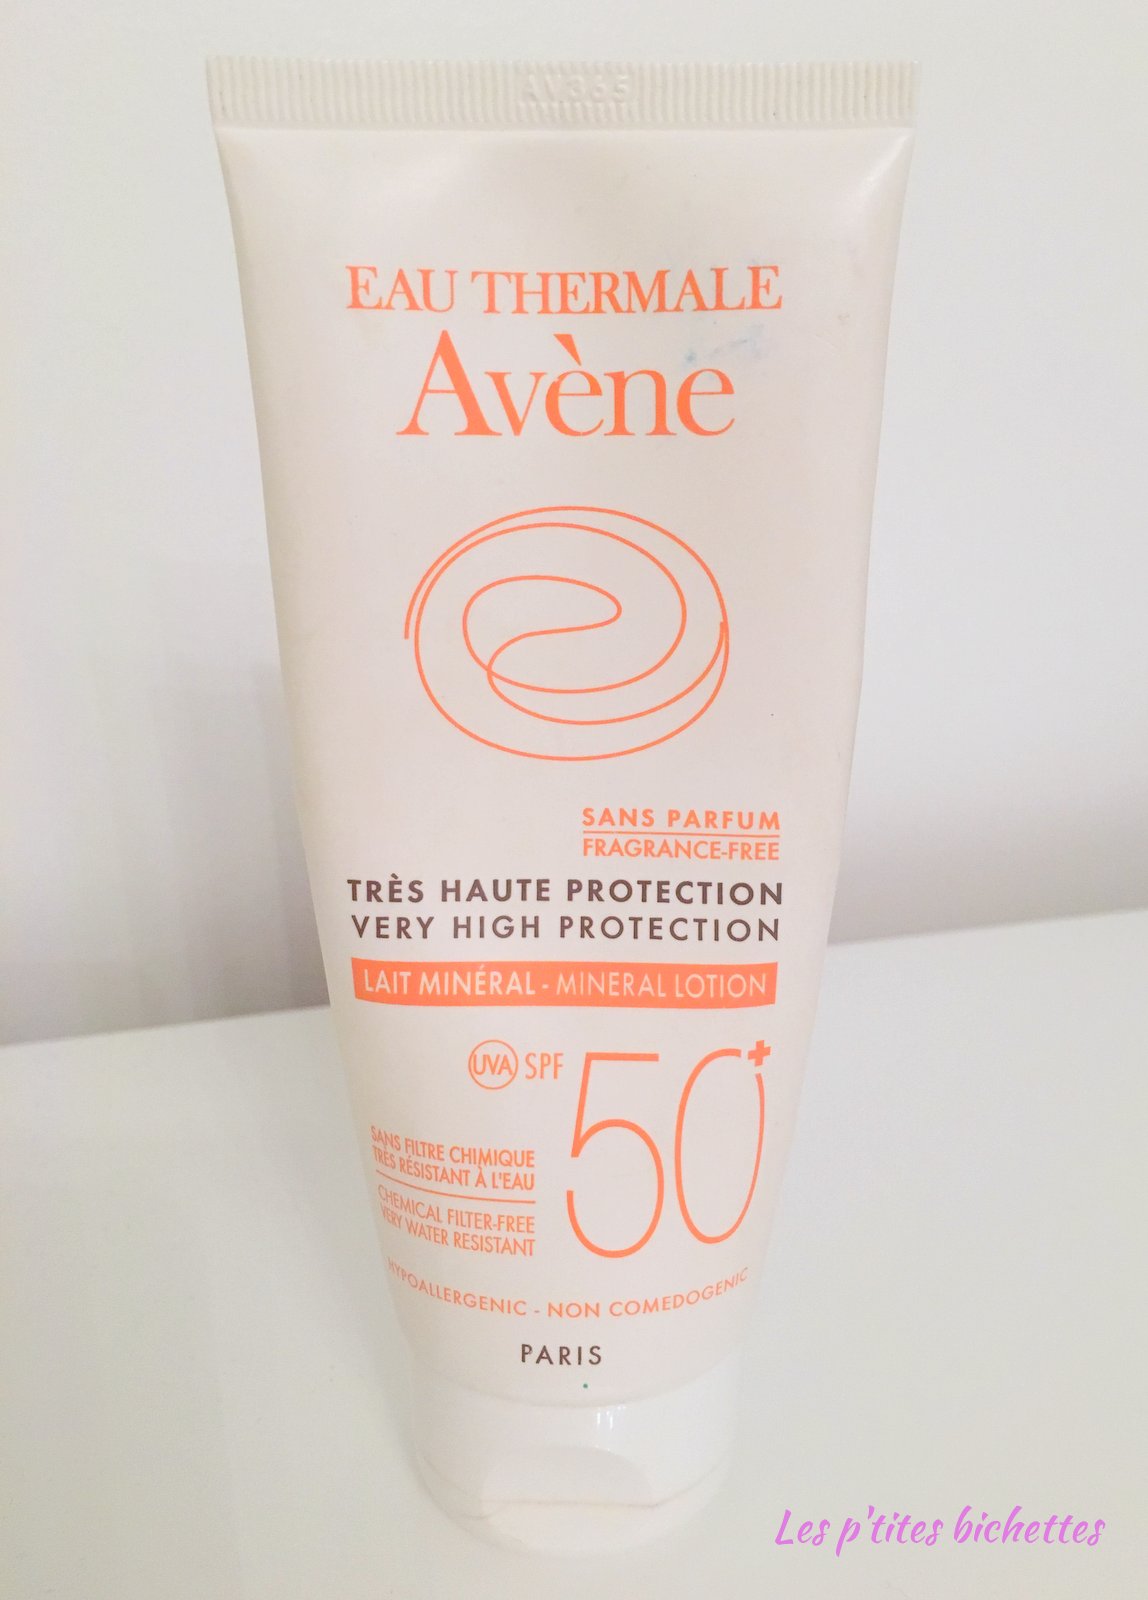 AV365
EAU THERMALE
Avène
SANS PARFUM
FRAGRANCE-FREE
TRÈS HAUTE PROTECTION
VERY HIGH PROTECTION
LAIT MINÉRAL - MINERAL LOTION
UVA SPF 50+
SANS FILTRE CHIMIQUE
TRÈS RÉSISTANT À L'EAU
CHEMICAL FILTER-FREE
VERY WATER RESISTANT
HYPOALLERGENIC - NON COMEDOGENIC
PARIS
Les p'tites bichettes